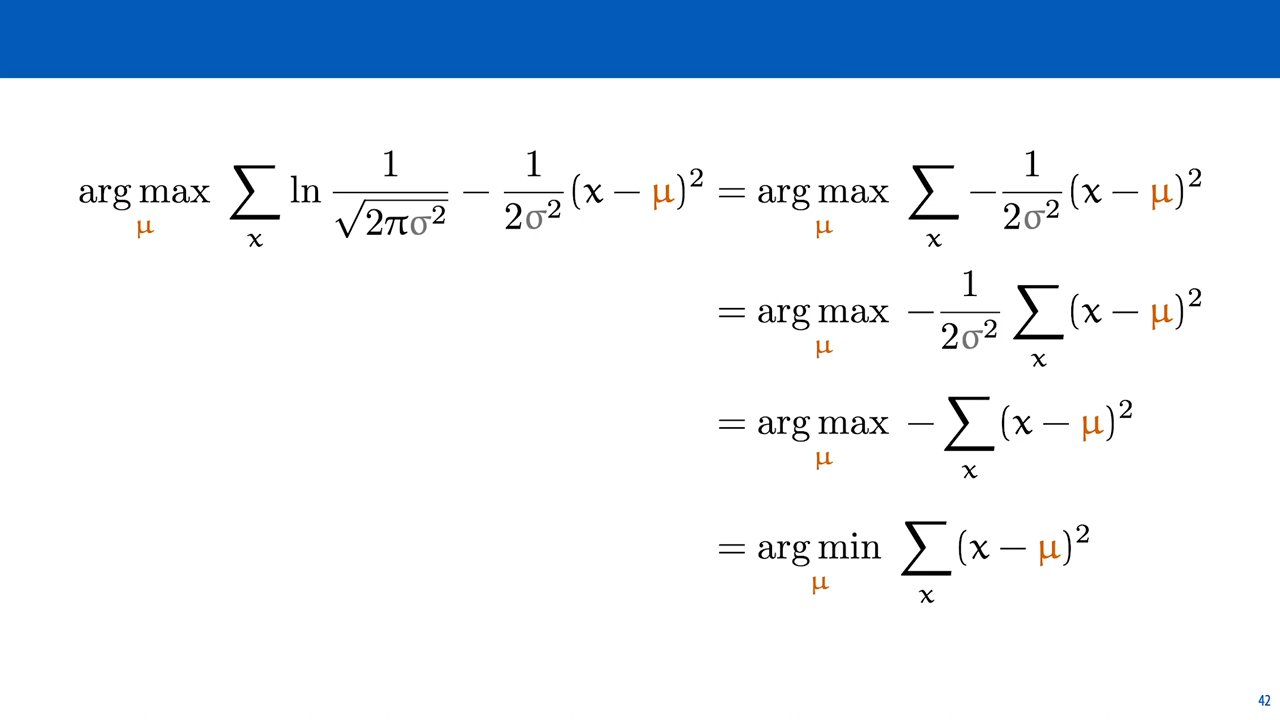 arg max_μ ∑_x ln 1/√(2πσ²) − 1/(2σ²) (x − μ)² = arg max_μ ∑_x −1/(2σ²) (x − μ)²
= arg max_μ −1/(2σ²) ∑_x (x − μ)²
= arg max_μ −∑_x (x − μ)²
= arg min_μ ∑_x (x − μ)²
42